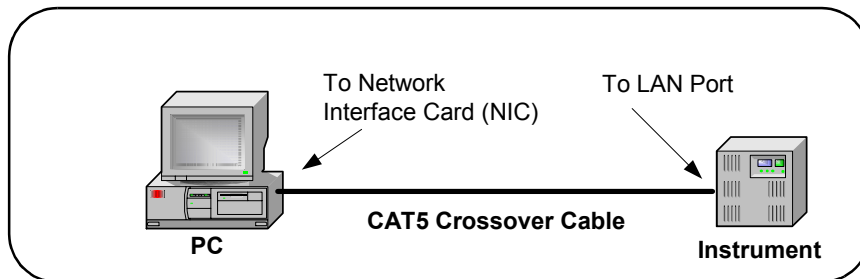 To Network
Interface Card (NIC)
To LAN Port
CAT5 Crossover Cable
PC
Instrument